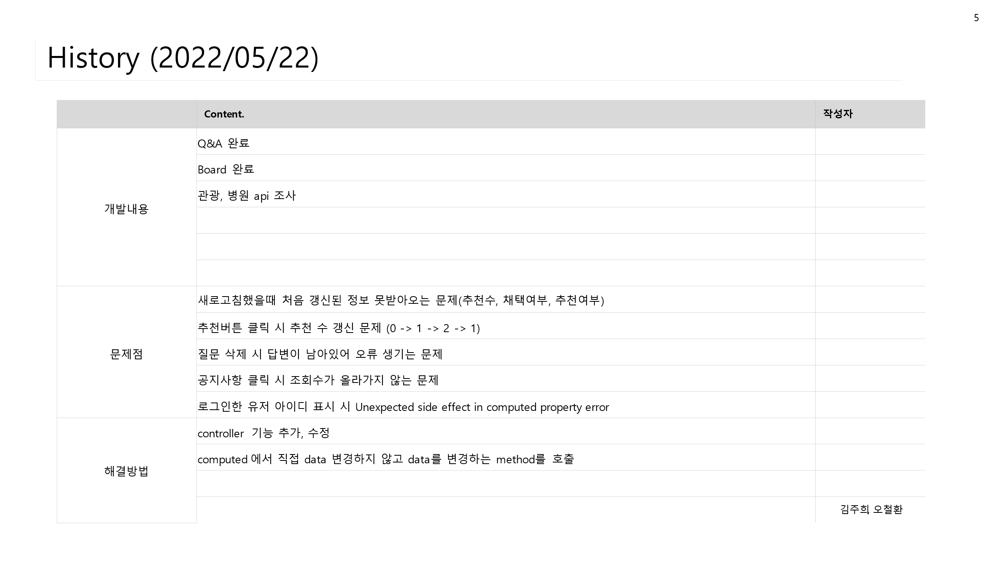 5
History (2022/05/22)
Content.
작성자
개발내용
Q&A 완료
Board 완료
관광, 병원 api 조사
문제점
새로고침했을때 처음 갱신된 정보 못받아오는 문제(추천수, 채택여부, 추천여부)
추천버튼 클릭 시 추천 수 갱신 문제 (0 -> 1 -> 2 -> 1)
질문 삭제 시 답변이 남아있어 오류 생기는 문제
공지사항 클릭 시 조회수가 올라가지 않는 문제
로그인한 유저 아이디 표시 시 Unexpected side effect in computed property error
해결방법
controller 기능 추가, 수정
computed에서 직접 data 변경하지 않고 data를 변경하는 method를 호출
김주희, 오철환